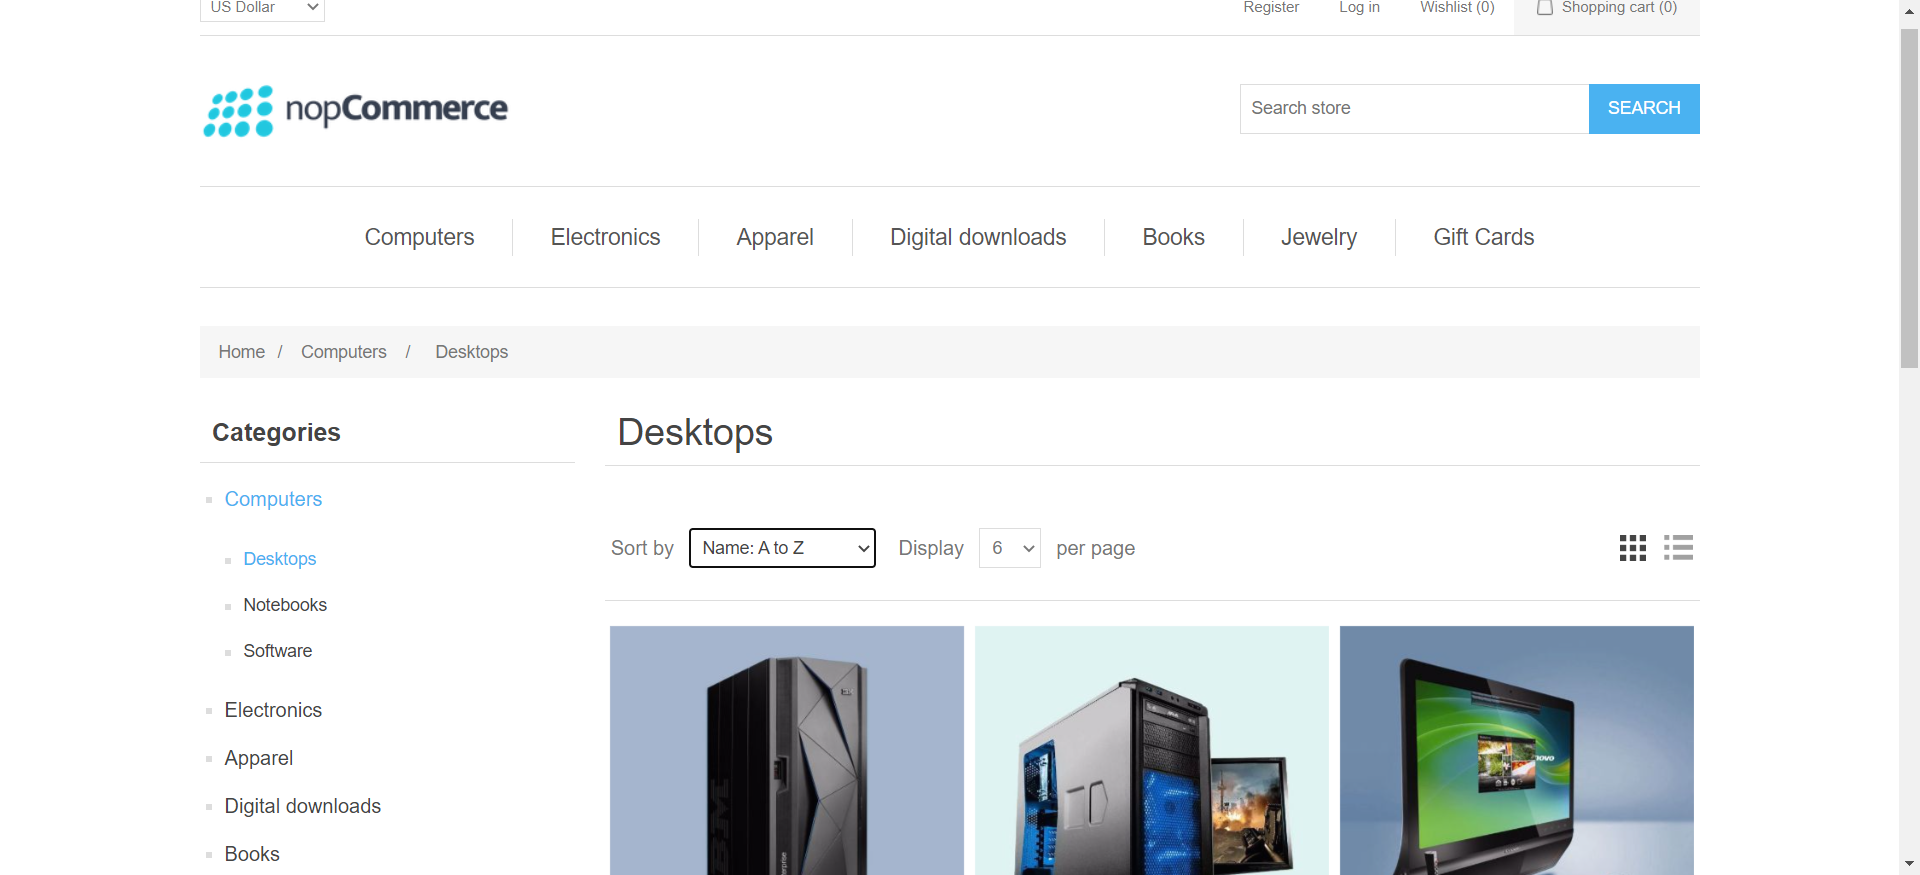 US Dollar
Register Log in Wishlist (0) Shopping cart (0)
nopCommerce
Search store SEARCH
Computers Electronics Apparel Digital downloads Books Jewelry Gift Cards
Home / Computers / Desktops
Categories
Computers
Desktops
Notebooks
Software
Electronics
Apparel
Digital downloads
Books
Desktops
Sort by Name: A to Z Display 6 per page
IBM